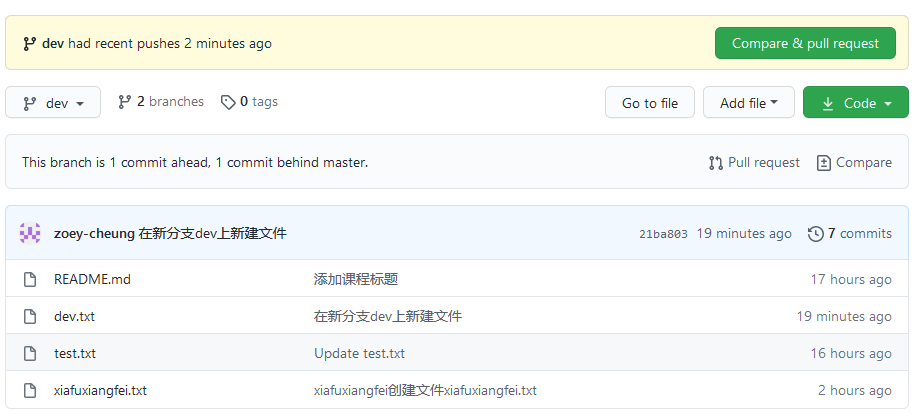 dev had recent pushes 2 minutes ago Compare & pull request
dev 2 branches 0 tags Go to file Add file Code
This branch is 1 commit ahead, 1 commit behind master. Pull request Compare
zoey-cheung 在新分支dev上新建文件 21ba803 19 minutes ago 7 commits
README.md 添加课程标题 17 hours ago
dev.txt 在新分支dev上新建文件 19 minutes ago
test.txt Update test.txt 16 hours ago
xiafuxiangfei.txt xiafuxiangfei创建文件xiafuxiangfei.txt 2 hours ago